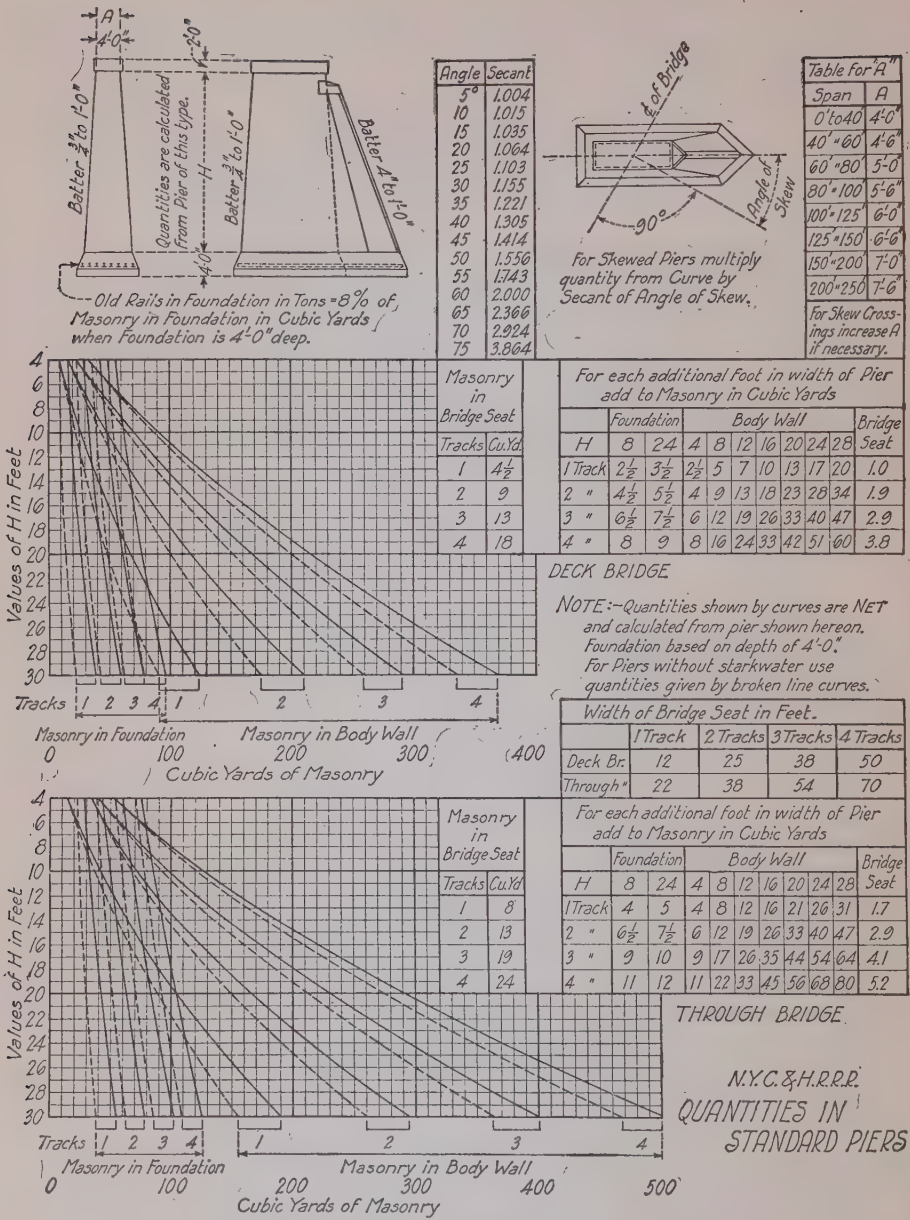 A
4'-0"
2'-0"
Batter 3/4" to 1'-0"
Quantities are calculated
from Pier of this type.
H
Batter 3/4" to 1'-0"
Batter 4" to 1'-0"
4'-0"
Old Rails in Foundation in Tons = 8% of
Masonry in Foundation in Cubic Yards
when Foundation is 4'-0" deep.
Angle Secant
5° 1.004
10 1.015
15 1.035
20 1.064
25 1.103
30 1.155
35 1.221
40 1.305
45 1.414
50 1.556
55 1.743
60 2.000
65 2.366
70 2.924
75 3.864
℄ of Bridge
90°
Angle of
Skew
For Skewed Piers multiply
quantity from Curve by
Secant of Angle of Skew.
Table for "A"
Span A
0' to 40' 4'-0"
40' " 60' 4'-6"
60' " 80' 5'-0"
80' " 100' 5'-6"
100' " 125' 6'-0"
125' " 150' 6'-6"
150' " 200' 7'-0"
200' " 250' 7'-6"
For Skew Cross-
ings increase A
if necessary.
Values of H in Feet
4
6
8
10
12
14
16
18
20
22
24
26
28
30
Masonry
in
Bridge Seat
Tracks Cu.Yd.
1 4 1/2
2 9
3 13
4 18
For each additional Foot in width of Pier
add to Masonry in Cubic Yards
Foundation Body Wall Bridge
H 8 24 4 8 12 16 20 24 28 Seat
1 Track 2 1/2 3 1/2 2 1/2 5 7 10 13 17 20 1.0
2 " 4 1/2 5 1/2 4 9 13 18 23 28 34 1.9
3 " 6 1/2 7 1/2 6 12 19 26 33 40 47 2.9
4 " 8 9 8 16 24 33 42 51 60 3.8
DECK BRIDGE
NOTE:-Quantities shown by curves are NET
and calculated from pier shown hereon.
Foundation based on depth of 4'-0".
For Piers without starkwater use
quantities given by broken line curves.
Tracks 1 2 3 4 1 2 3 4
Masonry in Foundation Masonry in Body Wall
0 100 200 300 400
Cubic Yards of Masonry
Width of Bridge Seat in Feet.
1 Track 2 Tracks 3 Tracks 4 Tracks
Deck Br. 12 25 38 50
Through " 22 38 54 70
Values of H in Feet
4
6
8
10
12
14
16
18
20
22
24
26
28
30
Masonry
in
Bridge Seat
Tracks Cu.Yd
1 8
2 13
3 19
4 24
For each additional foot in width of Pier
add to Masonry in Cubic Yards
Foundation Body Wall Bridge
H 8 24 4 8 12 16 20 24 28 Seat
1 Track 4 5 4 8 12 16 21 26 31 1.7
2 " 6 1/2 7 1/2 6 12 19 26 33 40 47 2.9
3 " 9 10 9 17 26 35 44 54 64 4.1
4 " 11 12 11 22 33 45 56 68 80 5.2
THROUGH BRIDGE
Tracks 1 2 3 4 1 2 3 4
Masonry in Foundation Masonry in Body Wall
0 100 200 300 400 500
Cubic Yards of Masonry
N.Y.C.&H.R.R.R.
QUANTITIES IN
STANDARD PIERS